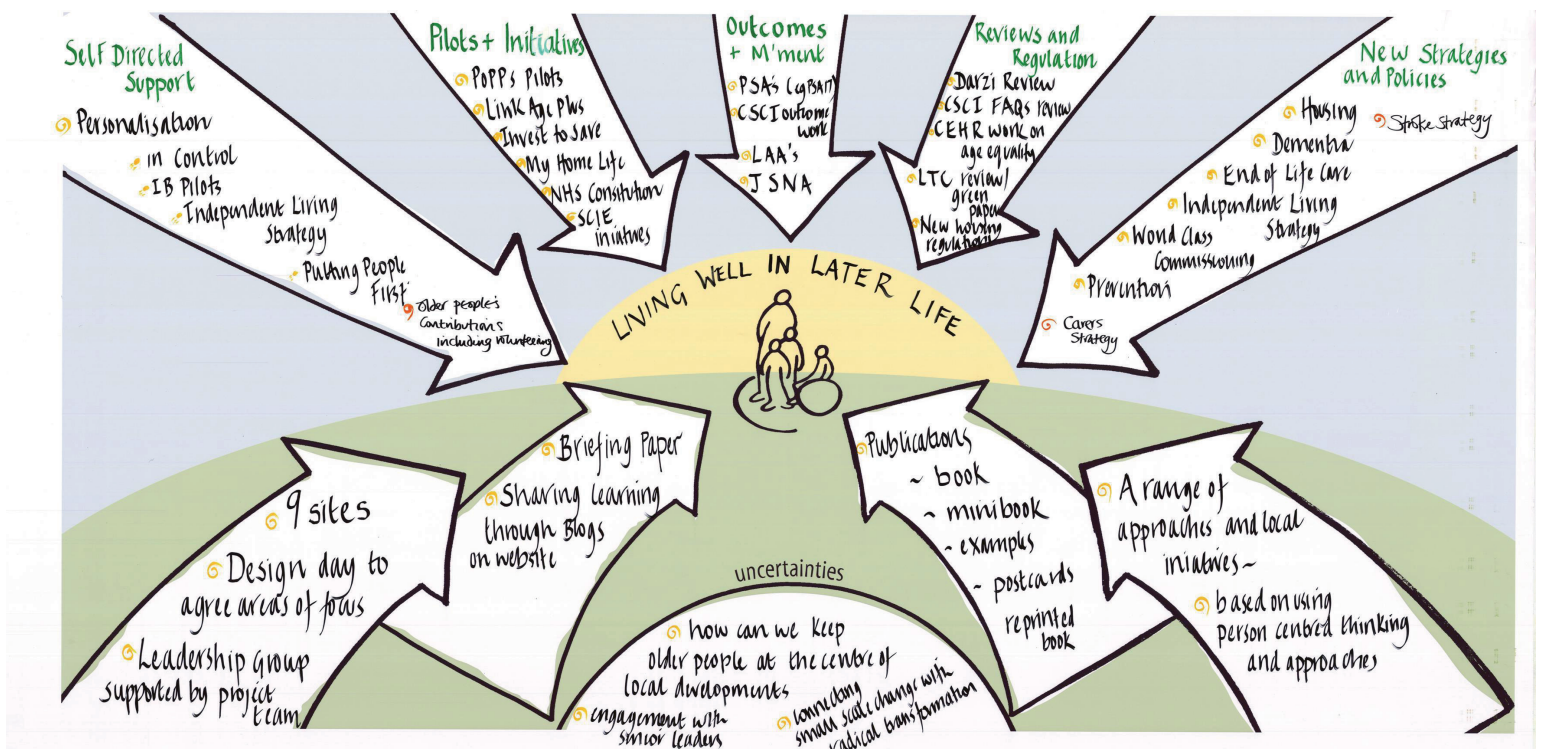 Self Directed
Support
Personalisation
in Control
IB Pilots
Independent Living
Strategy
Putting People
First
Older people's
Contributions
including volunteering
Pilots + Initiatives
PoPPs Pilots
Link Age Plus
Invest to Save
My Home Life
NHS Constitution
SCIE
iniatives
Outcomes
+ M'ment
PSA's (eg PSA17)
CSCI outcome
work
LAA's
JSNA
Reviews and
Regulation
Darzi Review
CSCI FAQs review
CEHR work on
age equality
LTC review/
green
paper
New housing
regulations
New Strategies
and Policies
Housing
Stroke Strategy
Dementia
End of Life Care
Independent Living
Strategy
World Class
Commissioning
Prevention
Carers
Strategy
LIVING WELL IN LATER LIFE
9 sites
Design day to
agree areas of focus
Leadership Group
supported by project
team
Briefing Paper
Sharing learning
through Blogs
on website
uncertainties
how can we keep
older people at the centre of
local developments
engagement with
senior leaders
connecting
small scale change with
radical transformation
Publications
~ book
~ minibook
~ examples
~ postcards
reprinted
book
A range of
approaches and local
iniatives ~
based on using
person centred thinking
and approaches